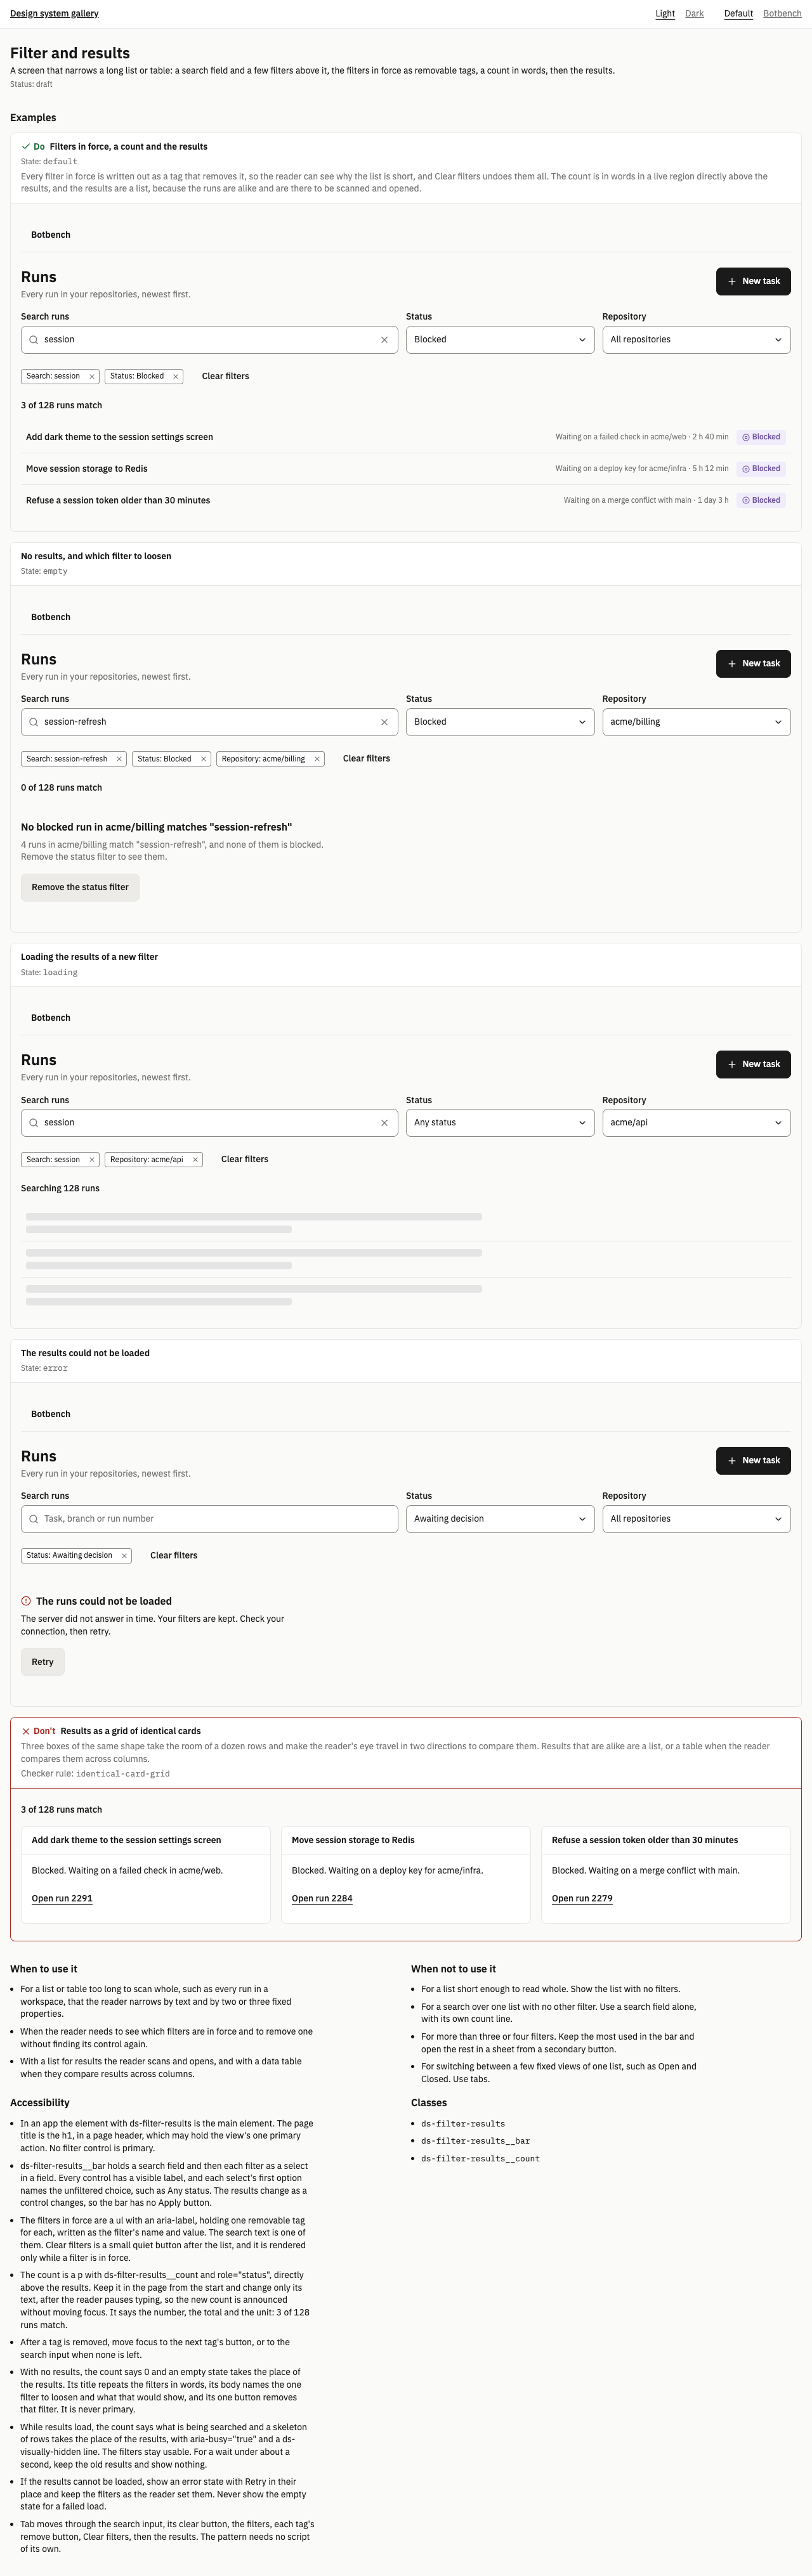 Design system gallery
Light Dark Default Botbench
Filter and results
A screen that narrows a long list or table: a search field and a few filters above it, the filters in force as removable tags, a count in words, then the results.
Status: draft
Examples
Do Filters in force, a count and the results
State: default
Every filter in force is written out as a tag that removes it, so the reader can see why the list is short, and Clear filters undoes them all. The count is in words in a live region directly above the
results, and the results are a list, because the runs are alike and are there to be scanned and opened.
Botbench
Runs
Every run in your repositories, newest first.
New task
Search runs
Status
Repository
session
Blocked
All repositories
Search: session
Status: Blocked
Clear filters
3 of 128 runs match
Add dark theme to the session settings screen
Waiting on a failed check in acme/web · 2 h 40 min
Blocked
Move session storage to Redis
Waiting on a deploy key for acme/infra · 5 h 12 min
Blocked
Refuse a session token older than 30 minutes
Waiting on a merge conflict with main · 1 day 3 h
Blocked
No results, and which filter to loosen
State: empty
Botbench
Runs
Every run in your repositories, newest first.
New task
Search runs
Status
Repository
session-refresh
Blocked
acme/billing
Search: session-refresh
Status: Blocked
Repository: acme/billing
Clear filters
0 of 128 runs match
No blocked run in acme/billing matches "session-refresh"
4 runs in acme/billing match "session-refresh", and none of them is blocked.
Remove the status filter to see them.
Remove the status filter
Loading the results of a new filter
State: loading
Botbench
Runs
Every run in your repositories, newest first.
New task
Search runs
Status
Repository
session
Any status
acme/api
Search: session
Repository: acme/api
Clear filters
Searching 128 runs
The results could not be loaded
State: error
Botbench
Runs
Every run in your repositories, newest first.
New task
Search runs
Status
Repository
Task, branch or run number
Awaiting decision
All repositories
Status: Awaiting decision
Clear filters
The runs could not be loaded
The server did not answer in time. Your filters are kept. Check your
connection, then retry.
Retry
Don't Results as a grid of identical cards
Three boxes of the same shape take the room of a dozen rows and make the reader's eye travel in two directions to compare them. Results that are alike are a list, or a table when the reader
compares them across columns.
Checker rule: identical-card-grid
3 of 128 runs match
Add dark theme to the session settings screen
Blocked. Waiting on a failed check in acme/web.
Open run 2291
Move session storage to Redis
Blocked. Waiting on a deploy key for acme/infra.
Open run 2284
Refuse a session token older than 30 minutes
Blocked. Waiting on a merge conflict with main.
Open run 2279
When to use it
For a list or table too long to scan whole, such as every run in a
workspace, that the reader narrows by text and by two or three fixed
properties.
When the reader needs to see which filters are in force and to remove one
without finding its control again.
With a list for results the reader scans and opens, and with a data table
when they compare results across columns.
When not to use it
For a list short enough to read whole. Show the list with no filters.
For a search over one list with no other filter. Use a search field alone,
with its own count line.
For more than three or four filters. Keep the most used in the bar and
open the rest in a sheet from a secondary button.
For switching between a few fixed views of one list, such as Open and
Closed. Use tabs.
Accessibility
In an app the element with ds-filter-results is the main element. The page
title is the h1, in a page header, which may hold the view's one primary
action. No filter control is primary.
ds-filter-results__bar holds a search field and then each filter as a select
in a field. Every control has a visible label, and each select's first option
names the unfiltered choice, such as Any status. The results change as a
control changes, so the bar has no Apply button.
The filters in force are a ul with an aria-label, holding one removable tag
for each, written as the filter's name and value. The search text is one of
them. Clear filters is a small quiet button after the list, and it is rendered
only while a filter is in force.
The count is a p with ds-filter-results__count and role="status", directly
above the results. Keep it in the page from the start and change only its
text, after the reader pauses typing, so the new count is announced
without moving focus. It says the number, the total and the unit: 3 of 128
runs match.
After a tag is removed, move focus to the next tag's button, or to the
search input when none is left.
With no results, the count says 0 and an empty state takes the place of
the results. Its title repeats the filters in words, its body names the one
filter to loosen and what that would show, and its one button removes
that filter. It is never primary.
While results load, the count says what is being searched and a skeleton
of rows takes the place of the results, with aria-busy="true" and a ds-
visually-hidden line. The filters stay usable. For a wait under about a
second, keep the old results and show nothing.
If the results cannot be loaded, show an error state with Retry in their
place and keep the filters as the reader set them. Never show the empty
state for a failed load.
Tab moves through the search input, its clear button, the filters, each tag's
remove button, Clear filters, then the results. The pattern needs no script
of its own.
Classes
ds-filter-results
ds-filter-results__bar
ds-filter-results__count